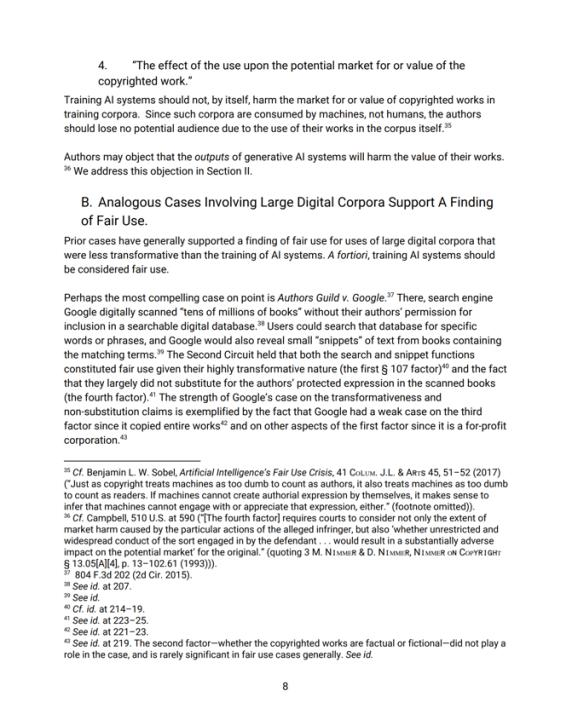 4. “The effect of the use upon the potential market for or value of the
copyrighted work.”
Training AI systems should not, by itself, harm the market for or value of copyrighted works in
training corpora. Since such corpora are consumed by machines, not humans, the authors
should lose no potential audience due to the use of their works in the corpus itself.³⁵
Authors may object that the outputs of generative AI systems will harm the value of their works.
³⁶ We address this objection in Section II.
B. Analogous Cases Involving Large Digital Corpora Support A Finding
of Fair Use.
Prior cases have generally supported a finding of fair use for uses of large digital corpora that
were less transformative than the training of AI systems. A fortiori, training AI systems should
be considered fair use.
Perhaps the most compelling case on point is Authors Guild v. Google.³⁷ There, search engine
Google digitally scanned “tens of millions of books” without their authors’ permission for
inclusion in a searchable digital database.³⁸ Users could search that database for specific
words or phrases, and Google would also reveal small “snippets” of text from books containing
the matching terms.³⁹ The Second Circuit held that both the search and snippet functions
constituted fair use given their highly transformative nature (the first § 107 factor)⁴⁰ and the fact
that they largely did not substitute for the authors’ protected expression in the scanned books
(the fourth factor).⁴¹ The strength of Google’s case on the transformativeness and
non-substitution claims is exemplified by the fact that Google had a weak case on the third
factor since it copied entire works⁴² and on other aspects of the first factor since it is a for-profit
corporation.⁴³
³⁵ Cf. Benjamin L. W. Sobel, Artificial Intelligence’s Fair Use Crisis, 41 COLUM. J.L. & ARTS 45, 51–52 (2017)
(“Just as copyright treats machines as too dumb to count as authors, it also treats machines as too dumb
to count as readers. If machines cannot create authorial expression by themselves, it makes sense to
infer that machines cannot engage with or appreciate that expression, either.” (footnote omitted)).
³⁶ Cf. Campbell, 510 U.S. at 590 (“[The fourth factor] requires courts to consider not only the extent of
market harm caused by the particular actions of the alleged infringer, but also ‘whether unrestricted and
widespread conduct of the sort engaged in by the defendant . . . would result in a substantially adverse
impact on the potential market’ for the original.” (quoting 3 M. NIMMER & D. NIMMER, NIMMER ON COPYRIGHT
§ 13.05[A][4], p. 13–102.61 (1993))).
³⁷ 804 F.3d 202 (2d Cir. 2015).
³⁸ See id. at 207.
³⁹ See id.
⁴⁰ Cf. id. at 214–19.
⁴¹ See id. at 223–25.
⁴² See id. at 221–23.
⁴³ See id. at 219. The second factor—whether the copyrighted works are factual or fictional—did not play a
role in the case, and is rarely significant in fair use cases generally. See id.
8